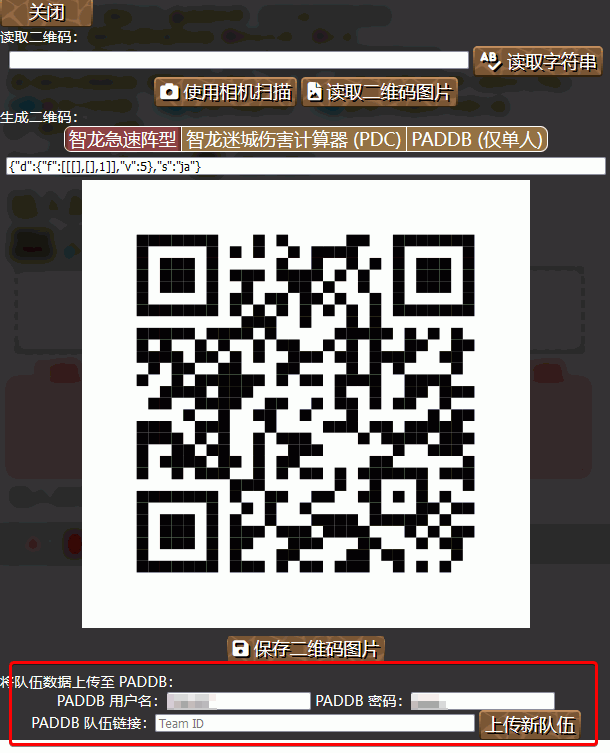 关闭
读取二维码：
读取字符串
使用相机扫描 读取二维码图片
生成二维码：
智龙急速阵型 智龙迷城伤害计算器 (PDC) PADDB (仅单人)
{"d":{"f":[[[],[],1]],"v":5},"s":"ja"}
保存二维码图片
将队伍数据上传至 PADDB：
PADDB 用户名： PADDB 密码：
PADDB 队伍链接： Team ID 上传新队伍